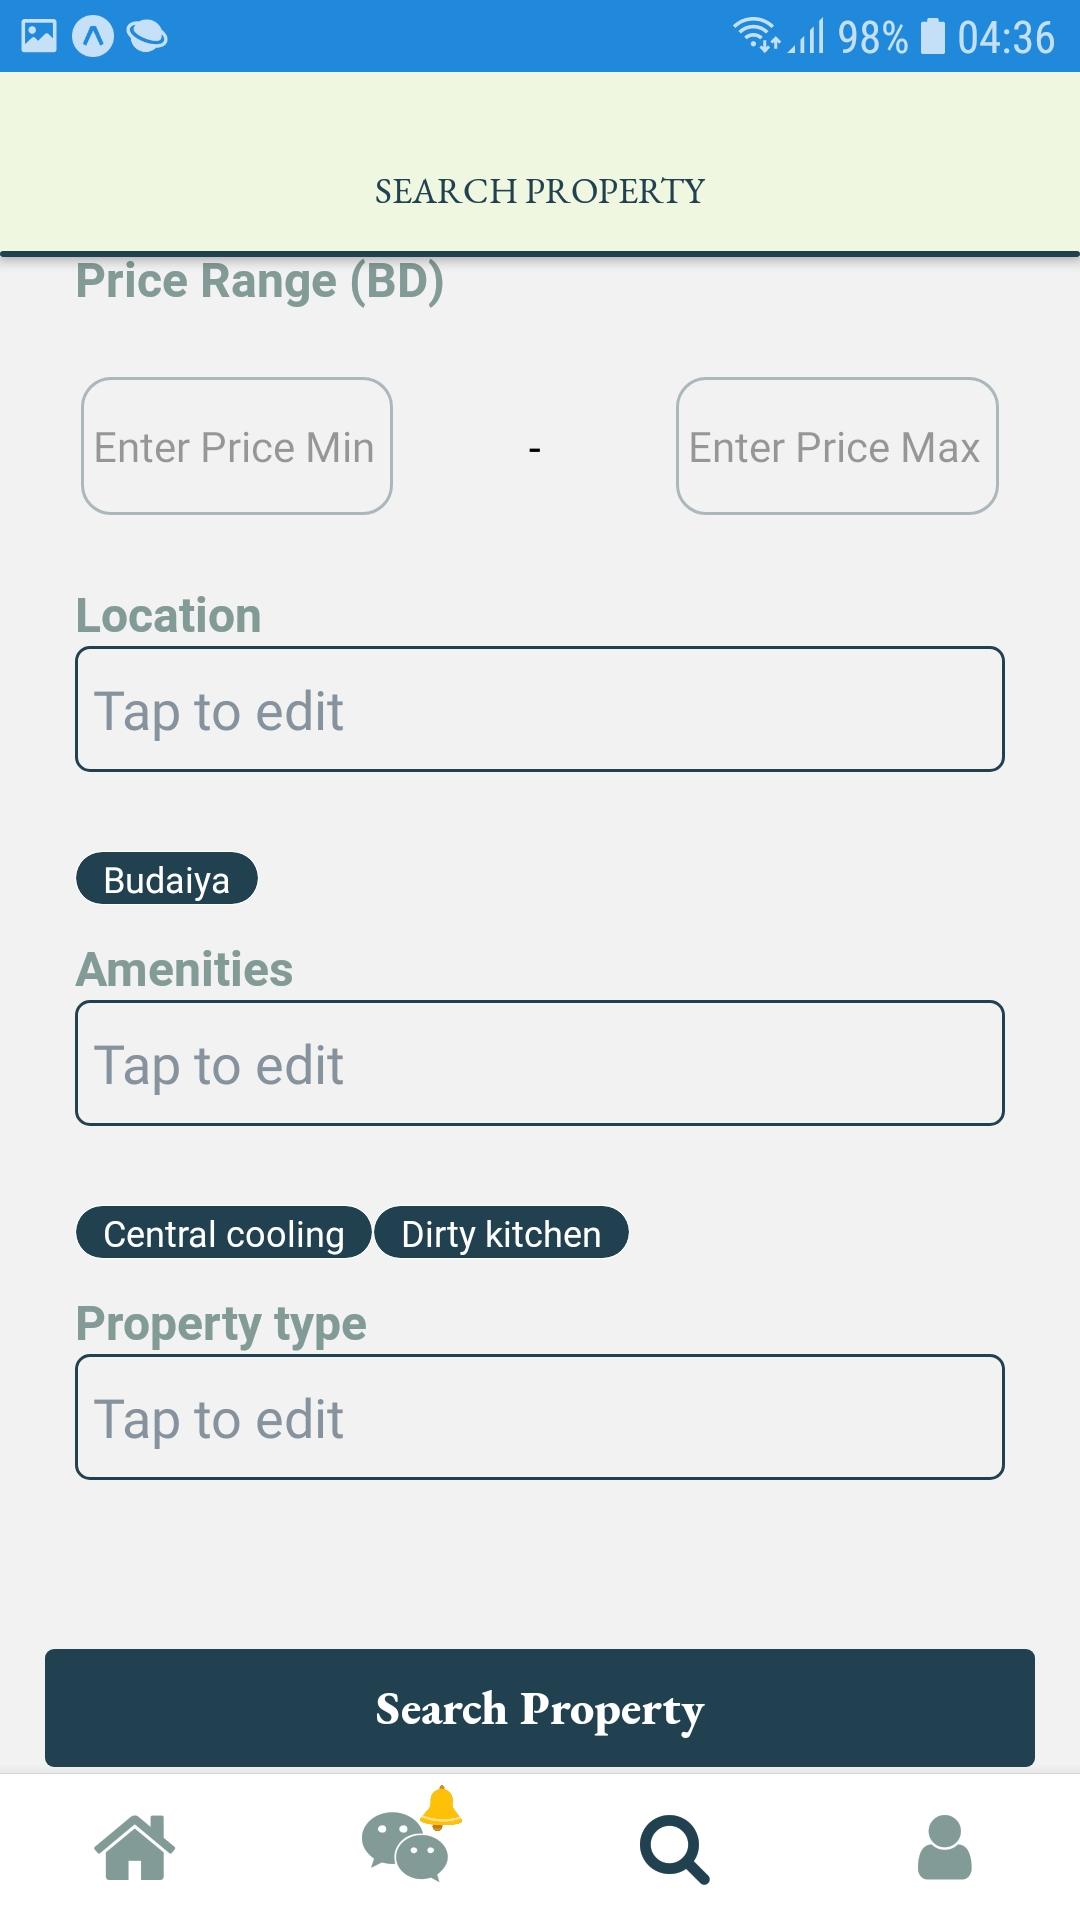 98% 04:36
SEARCH PROPERTY
Price Range (BD)
Enter Price Min - Enter Price Max
Location
Tap to edit
Budaiya
Amenities
Tap to edit
Central cooling Dirty kitchen
Property type
Tap to edit
Search Property